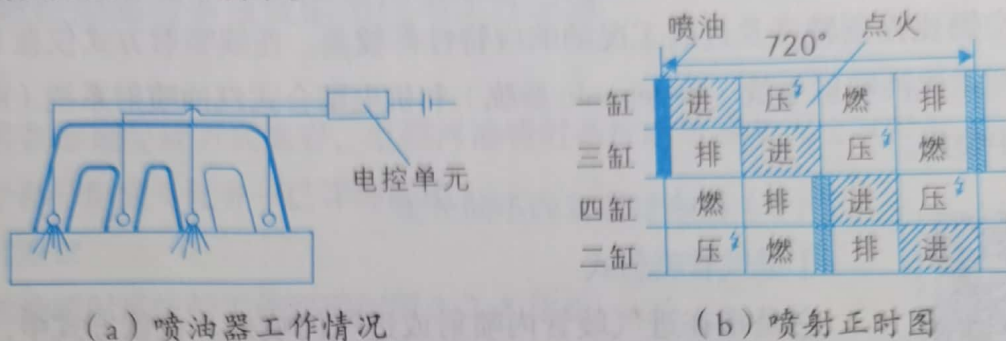 喷油 点火
720°
一缸 进 压 燃 排
三缸 排 进 压 燃
四缸 燃 排 进 压
二缸 压 燃 排 进
电控单元
(a) 喷油器工作情况
(b) 喷射正时图